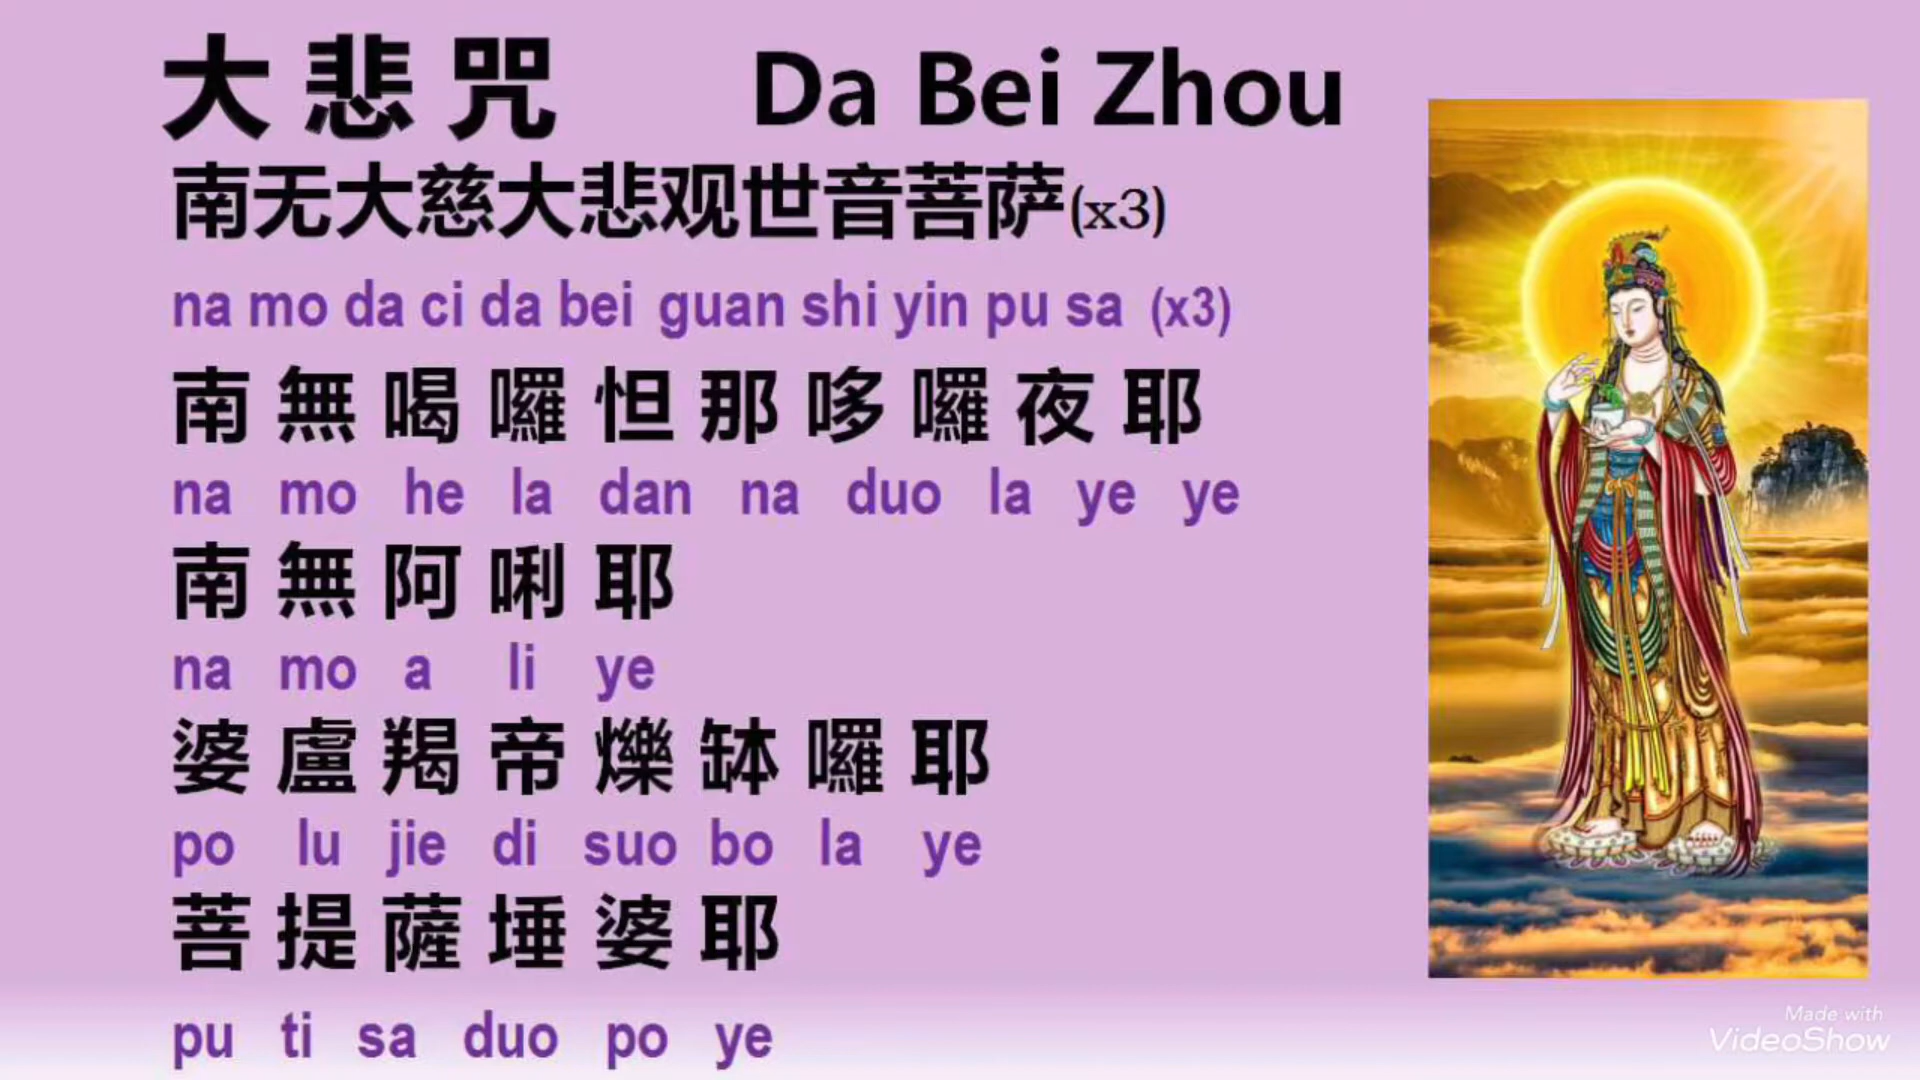 大悲咒 Da Bei Zhou
南无大慈大悲观世音菩萨(x3)
na mo da ci da bei guan shi yin pu sa (x3)
南 無 喝 囉 怛 那 哆 囉 夜 耶
na mo he la dan na duo la ye ye
南 無 阿 唎 耶
na mo a li ye
婆 盧 羯 帝 爍 缽 囉 耶
po lu jie di suo bo la ye
菩 提 薩 埵 婆 耶
pu ti sa duo po ye
Made with
VideoShow